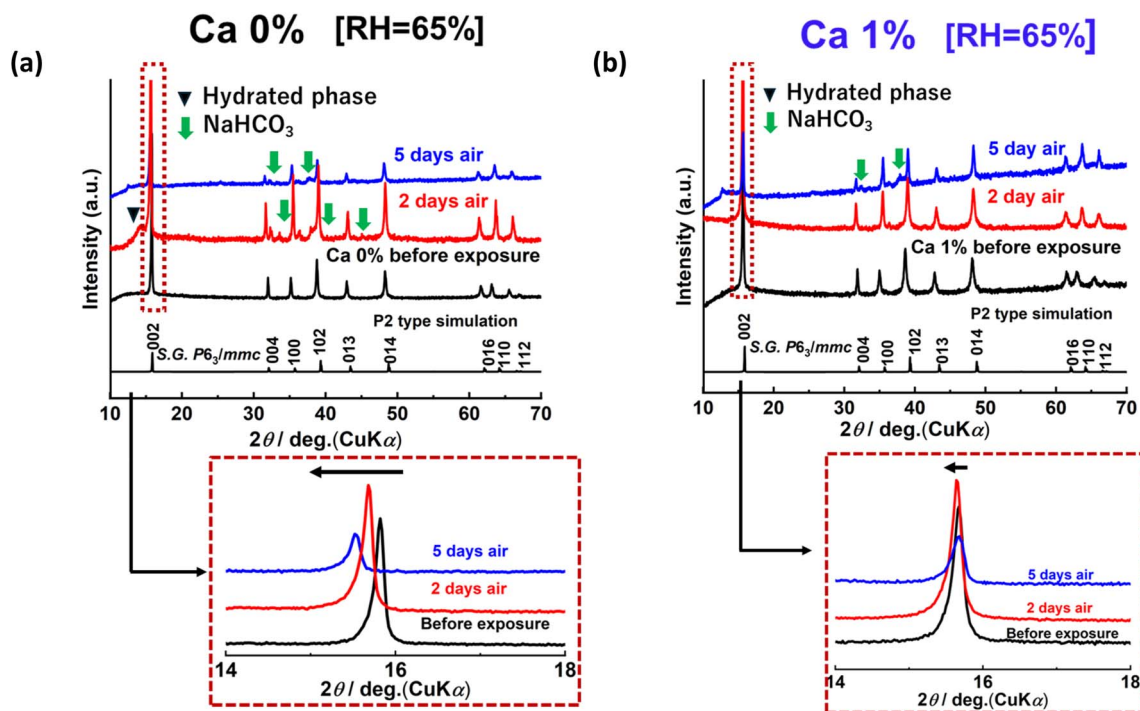 Ca 0% [RH=65%]
(a)
Hydrated phase
NaHCO₃
5 days air
2 days air
Ca 0% before exposure
P2 type simulation
S.G. P6₃/mmc
002
004
100
102
013
014
016
110
112
Intensity (a.u.)
10 20 30 40 50 60 70
2θ / deg.(CuKα)
5 days air
2 days air
Before exposure
14 16 18
2θ / deg.(CuKα)
Ca 1% [RH=65%]
(b)
Hydrated phase
NaHCO₃
5 day air
2 day air
Ca 1% before exposure
P2 type simulation
S.G. P6₃/mmc
002
004
100
102
013
014
016
110
112
Intensity (a.u.)
10 20 30 40 50 60 70
2θ / deg.(CuKα)
5 days air
2 days air
Before exposure
14 16 18
2θ / deg.(CuKα)